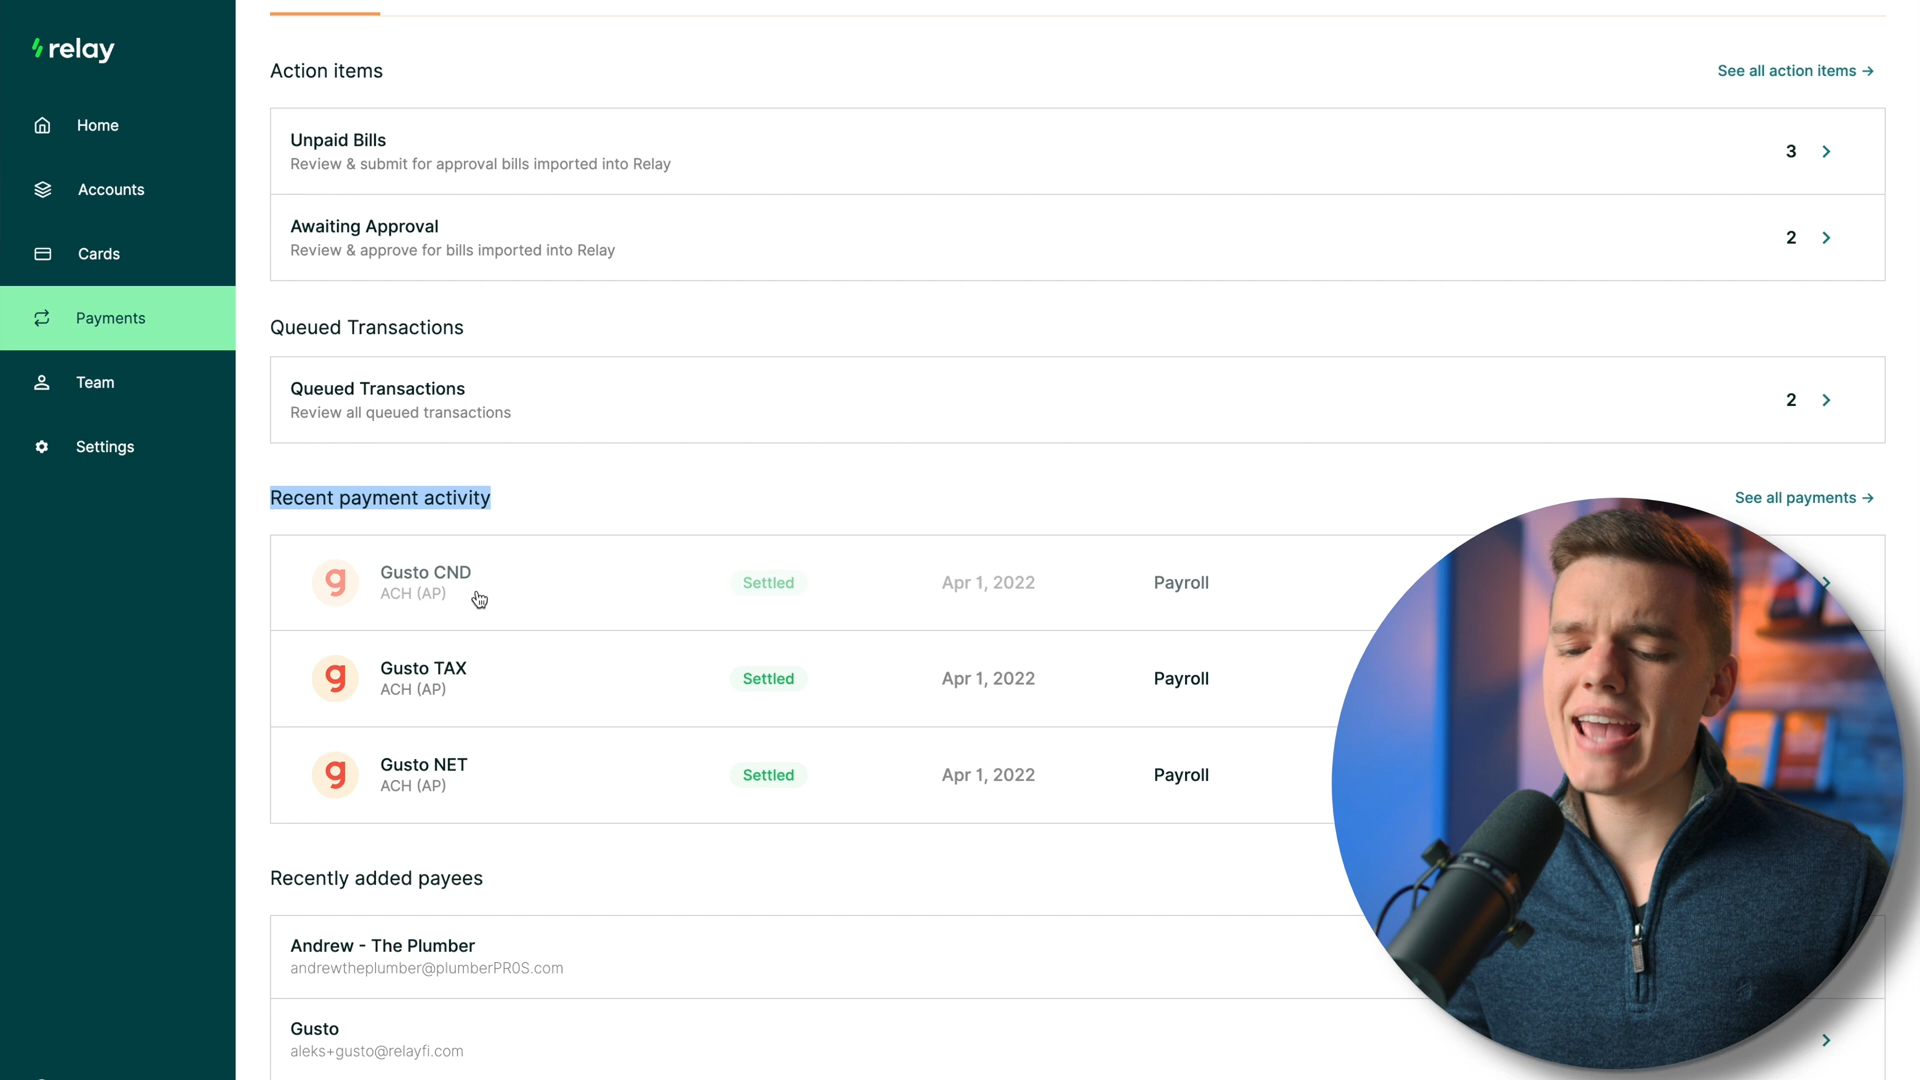 relay
Home
Accounts
Cards
Payments
Team
Settings
Action items
See all action items →
Unpaid Bills
Review & submit for approval bills imported into Relay
3
Awaiting Approval
Review & approve for bills imported into Relay
2
Queued Transactions
Queued Transactions
Review all queued transactions
2
Recent payment activity
See all payments →
g Gusto CND Settled Apr 1, 2022 Payroll
ACH (AP)
g Gusto TAX Settled Apr 1, 2022 Payroll
ACH (AP)
g Gusto NET Settled Apr 1, 2022 Payroll
ACH (AP)
Recently added payees
Andrew - The Plumber
andrewtheplumber@plumberPR0S.com
Gusto
aleks+gusto@relayfi.com